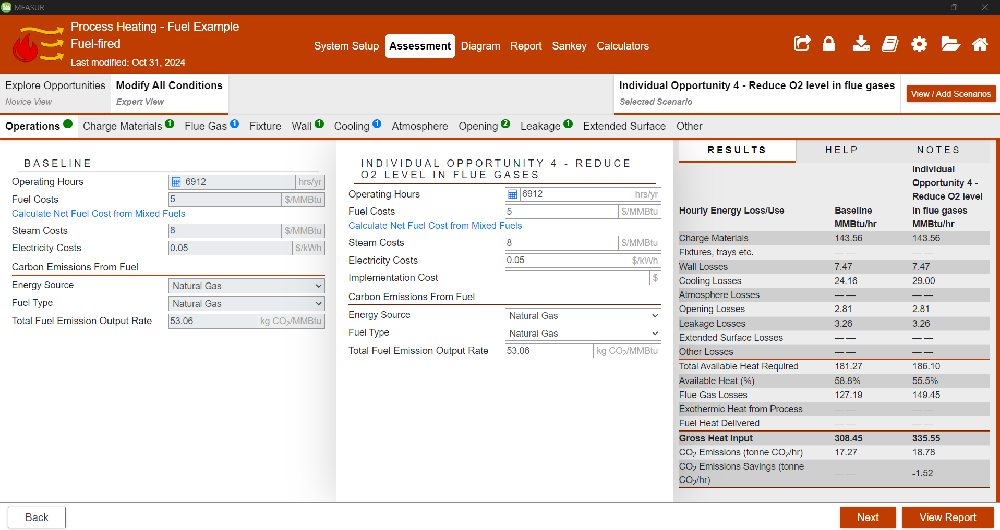 MEASUR
Process Heating - Fuel Example
Fuel-fired
Last modified: Oct 31, 2024
System Setup
Assessment
Diagram
Report
Sankey
Calculators
Explore Opportunities
Novice View
Modify All Conditions
Expert View
Individual Opportunity 4 - Reduce O2 level in flue gases
Selected Scenario
View / Add Scenarios
Operations
Charge Materials 1
Flue Gas 1
Fixture
Wall 1
Cooling 1
Atmosphere
Opening 2
Leakage 1
Extended Surface
Other
BASELINE
Operating Hours 6912 hrs/yr
Fuel Costs 5 $/MMBtu
Calculate Net Fuel Cost from Mixed Fuels
Steam Costs 8 $/MMBtu
Electricity Costs 0.05 $/kWh
Carbon Emissions From Fuel
Energy Source Natural Gas
Fuel Type Natural Gas
Total Fuel Emission Output Rate 53.06 kg CO2/MMBtu
INDIVIDUAL OPPORTUNITY 4 - REDUCE
O2 LEVEL IN FLUE GASES
Operating Hours 6912 hrs/yr
Fuel Costs 5 $/MMBtu
Calculate Net Fuel Cost from Mixed Fuels
Steam Costs 8 $/MMBtu
Electricity Costs 0.05 $/kWh
Implementation Cost $
Carbon Emissions From Fuel
Energy Source Natural Gas
Fuel Type Natural Gas
Total Fuel Emission Output Rate 53.06 kg CO2/MMBtu
RESULTS
HELP
NOTES
Individual
Opportunity 4 -
Reduce O2 level
Hourly Energy Loss/Use Baseline in flue gases
MMBtu/hr MMBtu/hr
Charge Materials 143.56 143.56
Fixtures, trays etc. — — — —
Wall Losses 7.47 7.47
Cooling Losses 24.16 29.00
Atmosphere Losses — — — —
Opening Losses 2.81 2.81
Leakage Losses 3.26 3.26
Extended Surface Losses — — — —
Other Losses — — — —
Total Available Heat Required 181.27 186.10
Available Heat (%) 58.8% 55.5%
Flue Gas Losses 127.19 149.45
Exothermic Heat from Process — — — —
Fuel Heat Delivered — — — —
Gross Heat Input 308.45 335.55
CO2 Emissions (tonne CO2/hr) 17.27 18.78
CO2 Emissions Savings (tonne
CO2/hr) — — -1.52
Back
Next
View Report